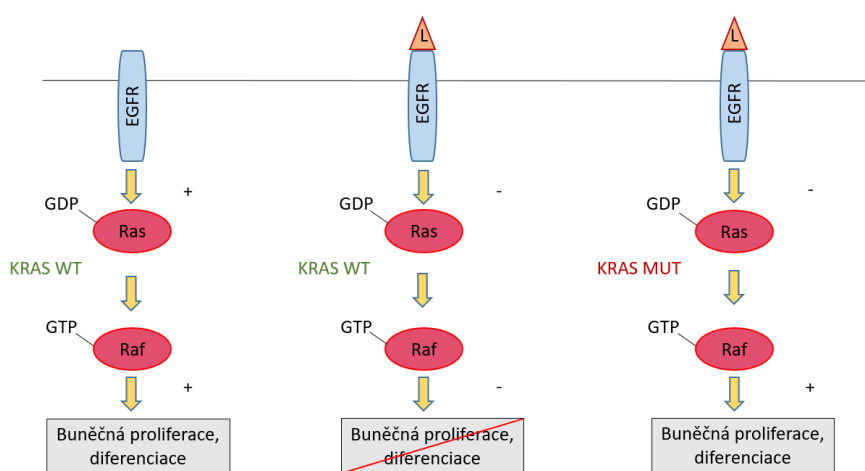 L
L
EGFR
EGFR
EGFR
+
-
-
GDP
GDP
GDP
Ras
Ras
Ras
KRAS WT
KRAS WT
KRAS MUT
GTP
GTP
GTP
Raf
Raf
Raf
+
-
+
Buněčná proliferace,
diferenciace
Buněčná proliferace,
diferenciace
Buněčná proliferace,
diferenciace